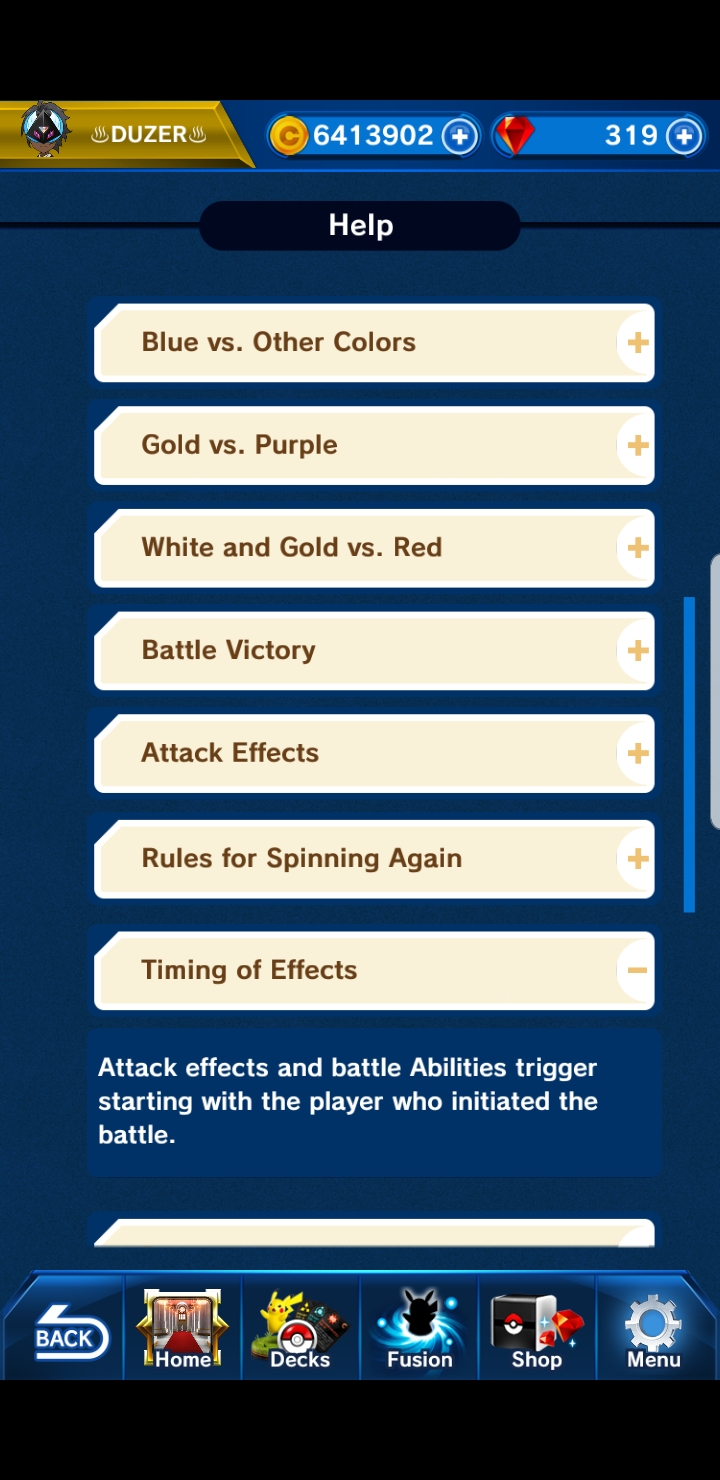 ♨DUZER♨
6413902
319
Help
Blue vs. Other Colors
Gold vs. Purple
White and Gold vs. Red
Battle Victory
Attack Effects
Rules for Spinning Again
Timing of Effects
Attack effects and battle Abilities trigger
starting with the player who initiated the
battle.
BACK
Home
Decks
Fusion
Shop
Menu